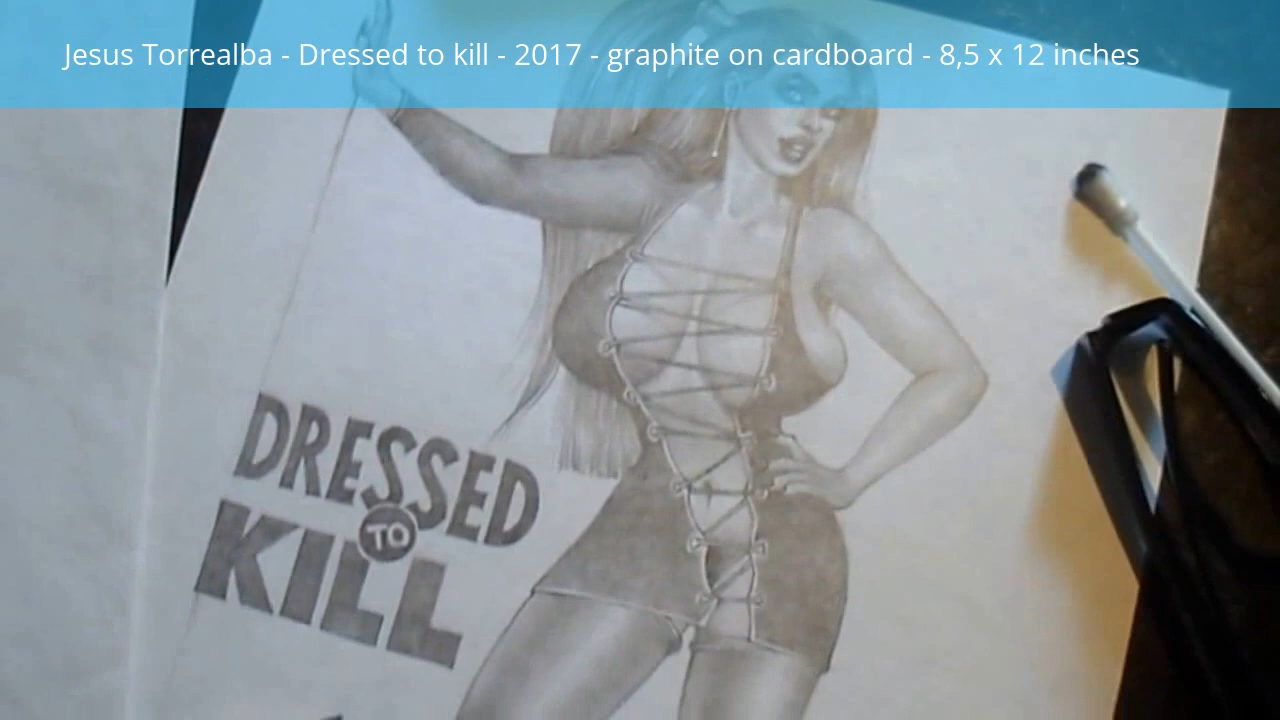 Jesus Torrealba - Dressed to kill - 2017 - graphite on cardboard - 8,5 x 12 inches
DRESSED
TO
KILL